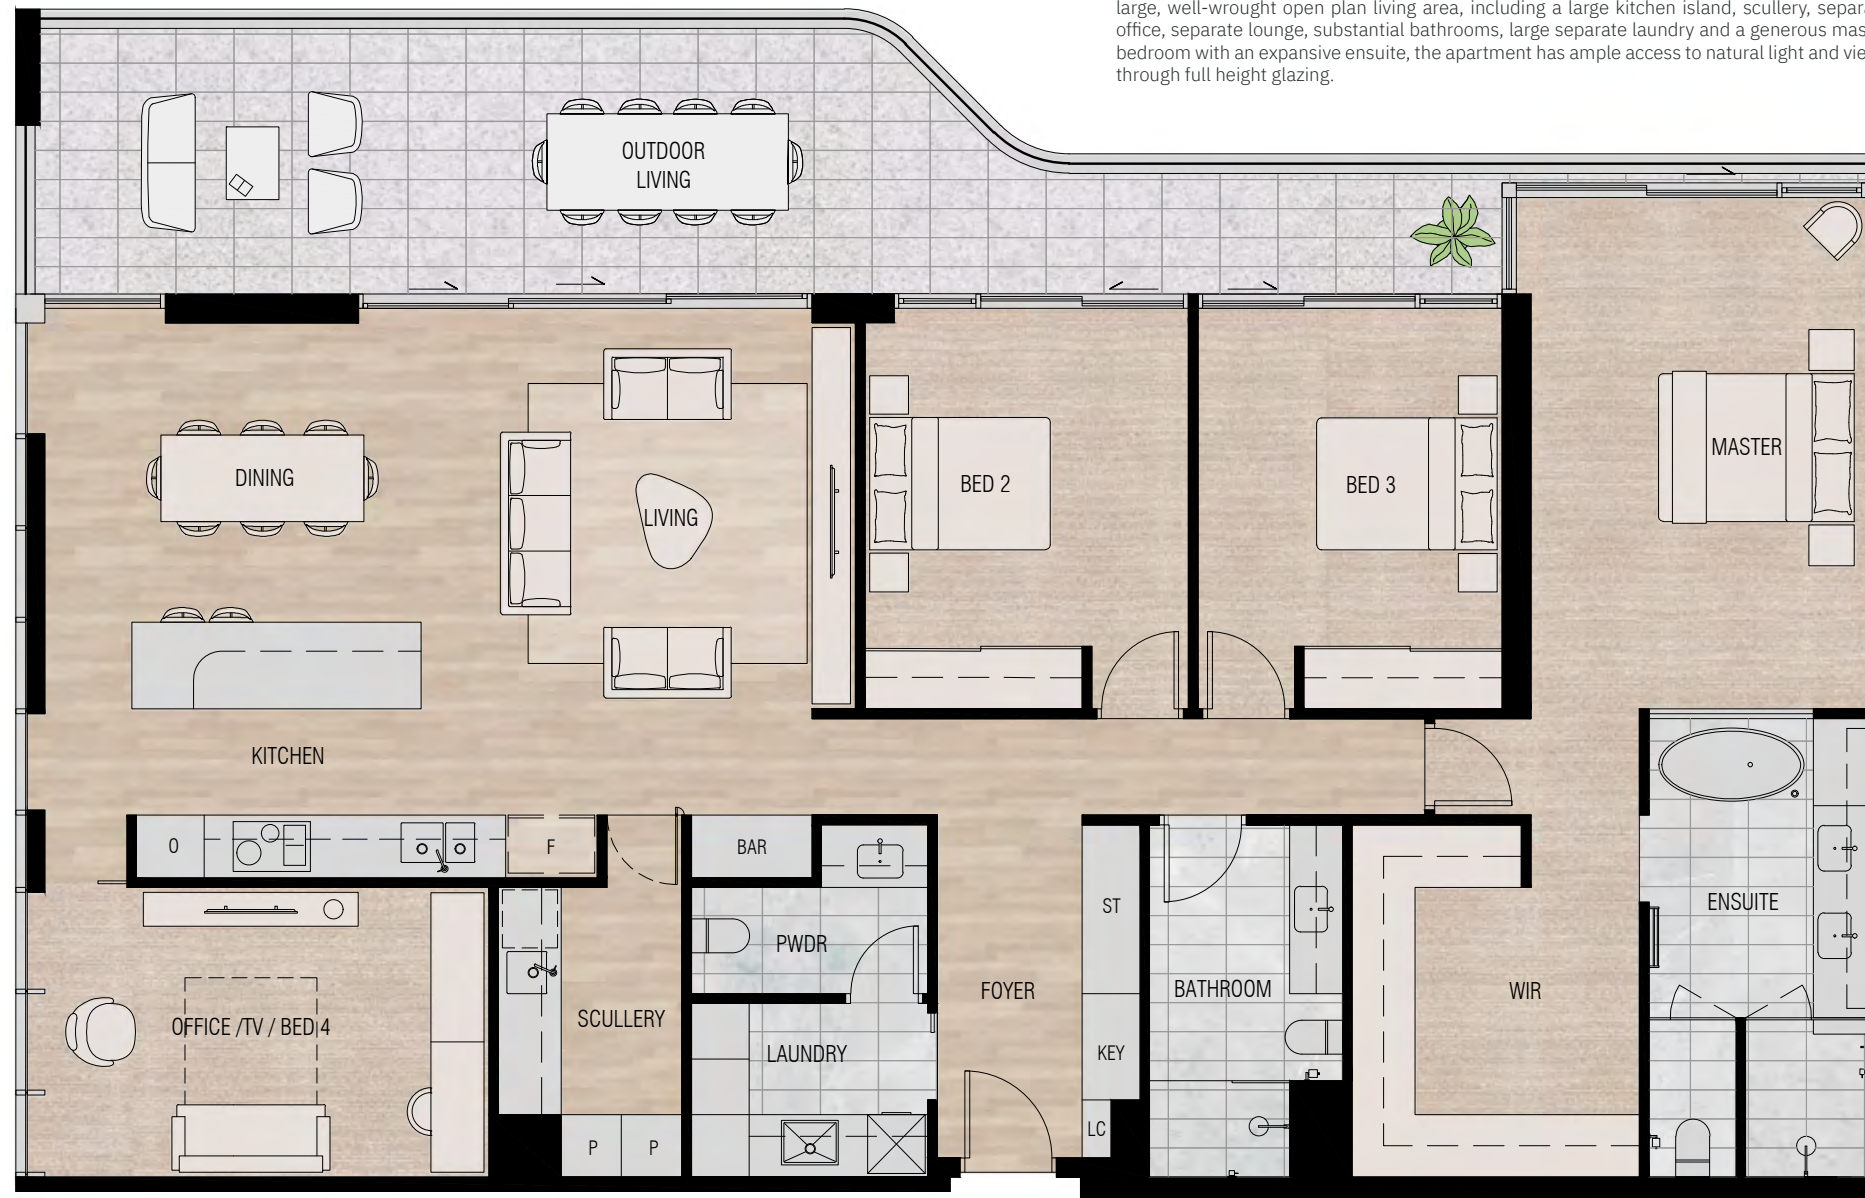 large, well-wrought open plan living area, including a large kitchen island, scullery, separ
office, separate lounge, substantial bathrooms, large separate laundry and a generous mas
bedroom with an expansive ensuite, the apartment has ample access to natural light and vie
through full height glazing.
OUTDOOR
LIVING
MASTER
DINING
BED 2
BED 3
LIVING
KITCHEN
O
F
BAR
ENSUITE
ST
PWDR
BATHROOM
FOYER
WIR
SCULLERY
OFFICE /TV / BED 4
LAUNDRY
KEY
LC
P
P